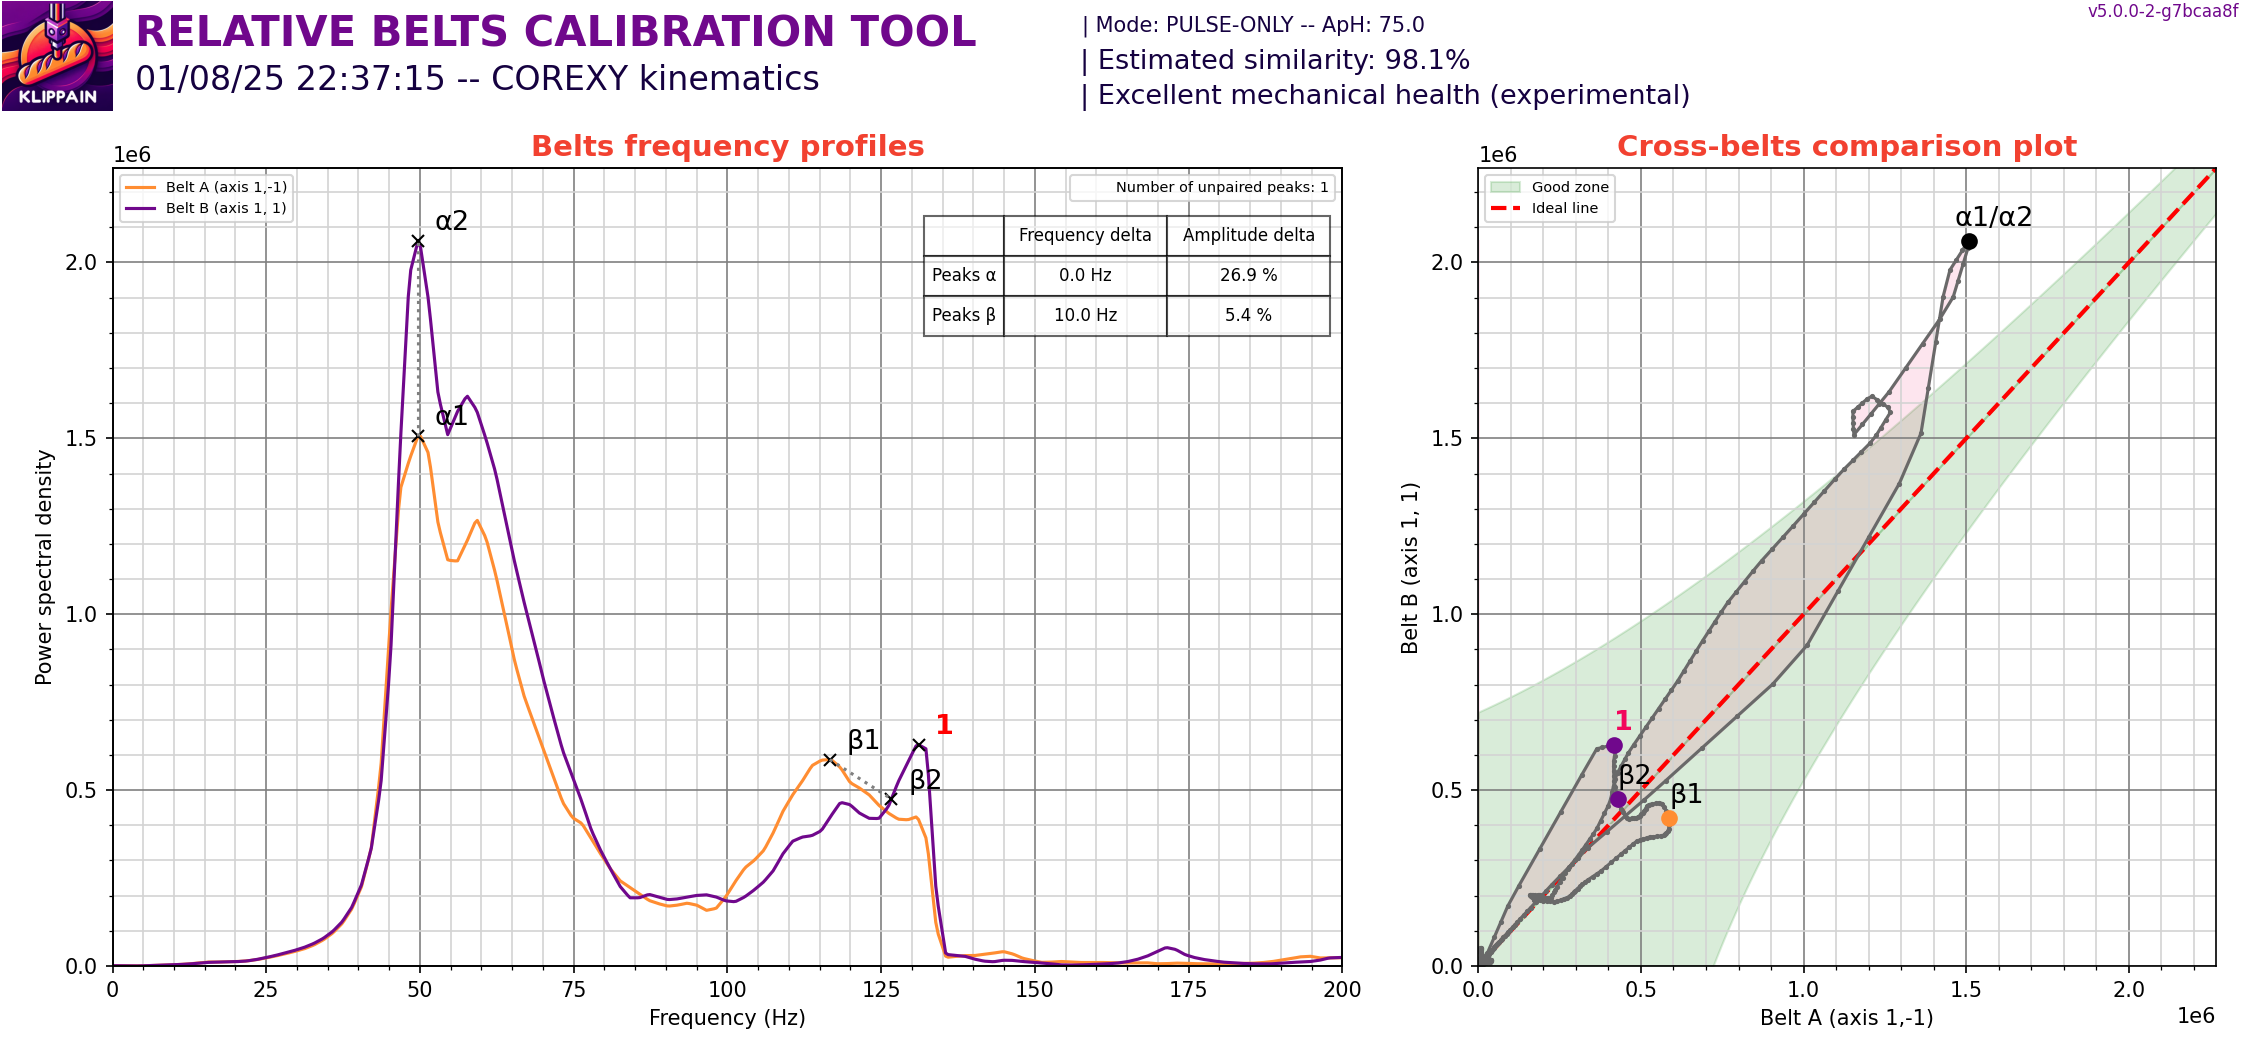 KLIPPAIN
RELATIVE BELTS CALIBRATION TOOL
01/08/25 22:37:15 -- COREXY kinematics
| Mode: PULSE-ONLY -- ApH: 75.0
| Estimated similarity: 98.1%
| Excellent mechanical health (experimental)
v5.0.0-2-g7bcaa8f
Belts frequency profiles
1e6
Belt A (axis 1,-1)
Belt B (axis 1, 1)
Number of unpaired peaks: 1
Frequency delta Amplitude delta
Peaks α 0.0 Hz 26.9 %
Peaks β 10.0 Hz 5.4 %
α2
α1
β1
β2
1
2.0
1.5
1.0
0.5
0.0
Power spectral density
0 25 50 75 100 125 150 175 200
Frequency (Hz)
Cross-belts comparison plot
1e6
Good zone
Ideal line
α1/α2
1
β2
β1
2.0
1.5
1.0
0.5
0.0
Belt B (axis 1, 1)
0.0 0.5 1.0 1.5 2.0
Belt A (axis 1,-1)
1e6